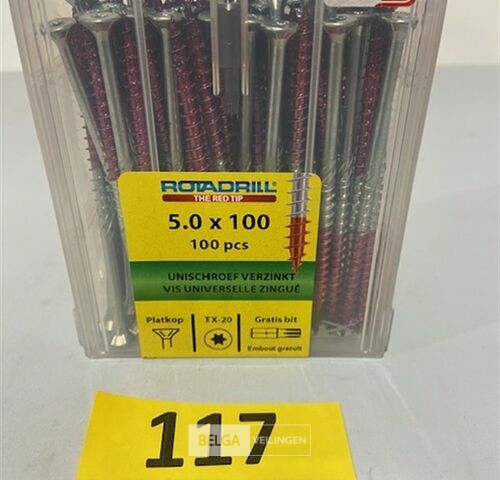 ROTADRILL
THE RED TIP
5.0 x 100
100 pcs
UNISCHROEF VERZINKT
VIS UNIVERSELLE ZINGUÉ
Platkop TX-20 Gratis bit
Embout gratuit
117
BELGA VEILINGEN